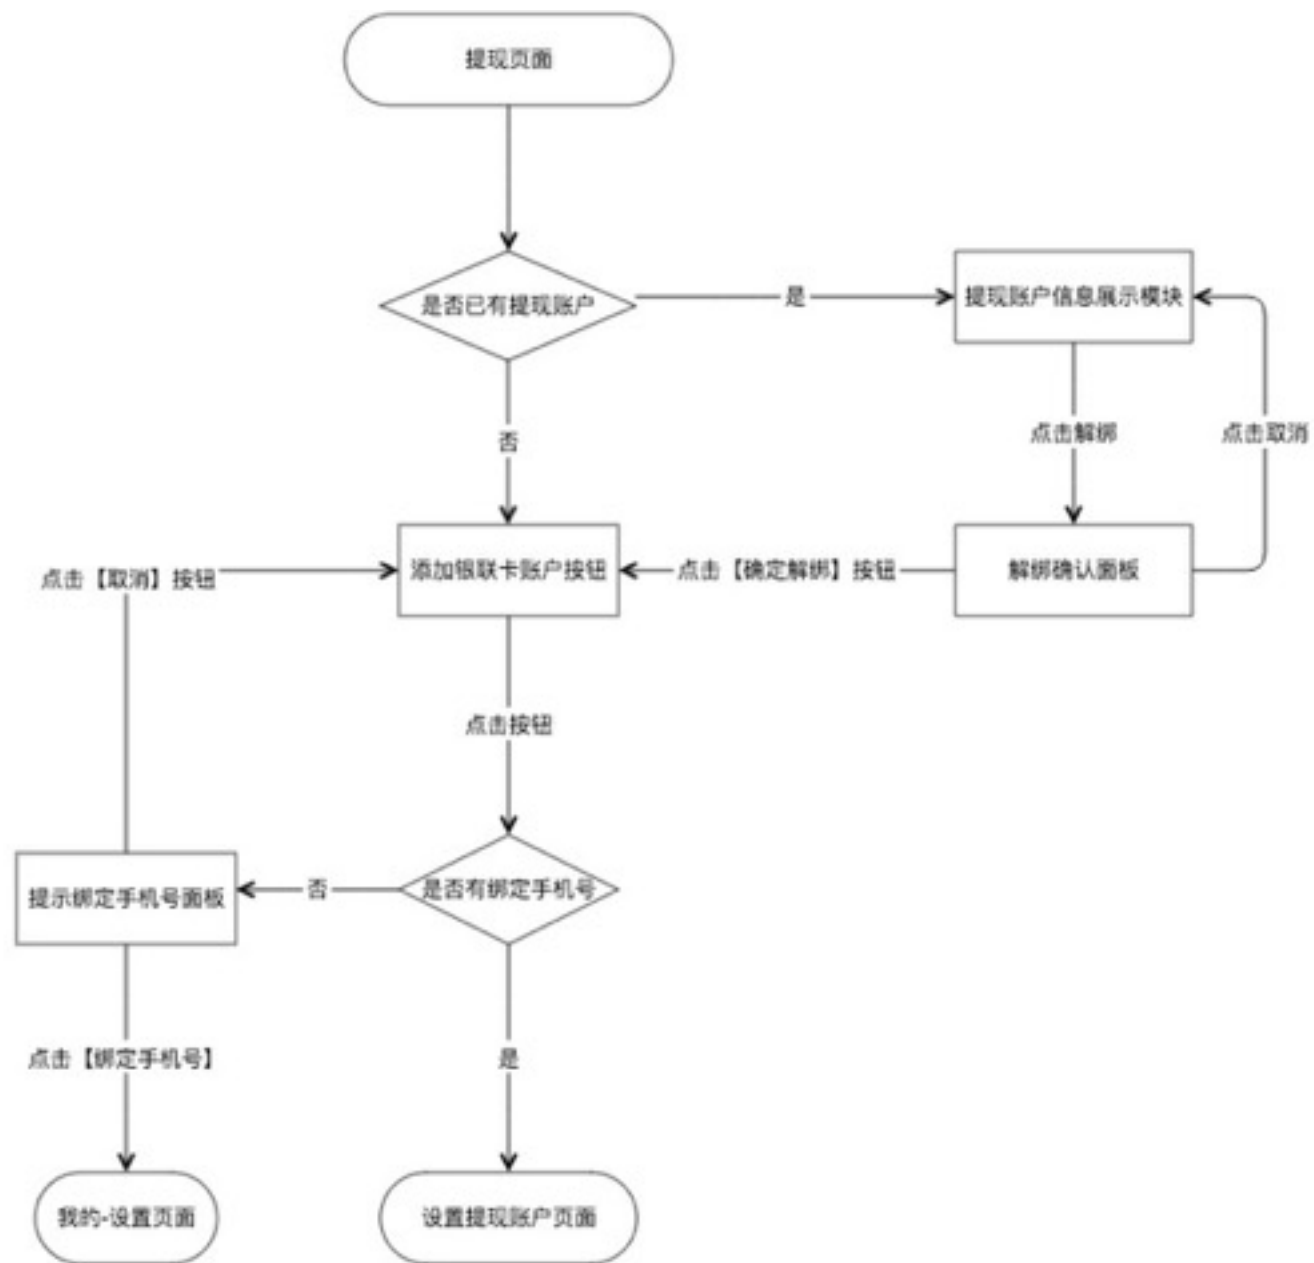 提现页面
是否已有提现账户
是
提现账户信息展示模块
否
点击解绑
点击取消
点击【取消】按钮
添加银联卡账户按钮
点击【确定解绑】按钮
解绑确认面板
点击按钮
提示绑定手机号面板
否
是否有绑定手机号
点击【绑定手机号】
是
我的-设置页面
设置提现账户页面